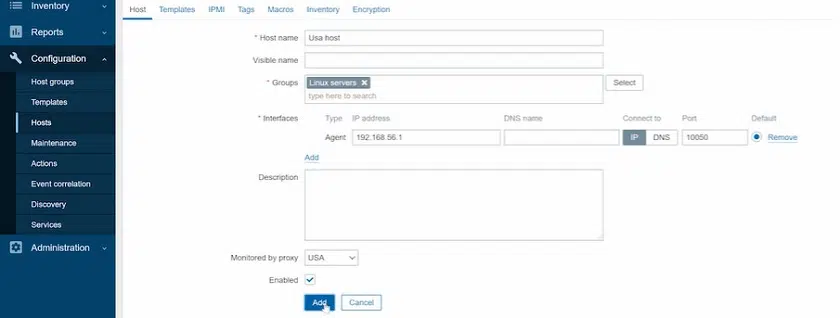 Inventory
Reports
Configuration
Host groups
Templates
Hosts
Maintenance
Actions
Event correlation
Discovery
Services
Administration
Host Templates IPMI Tags Macros Inventory Encryption
* Host name Usa host
Visible name
* Groups Linux servers ✖ Select
type here to search
* Interfaces Type IP address DNS name Connect to Port Default
Agent 192.168.56.1 IP DNS 10050 Remove
Add
Description
Monitored by proxy USA
Enabled
Add Cancel